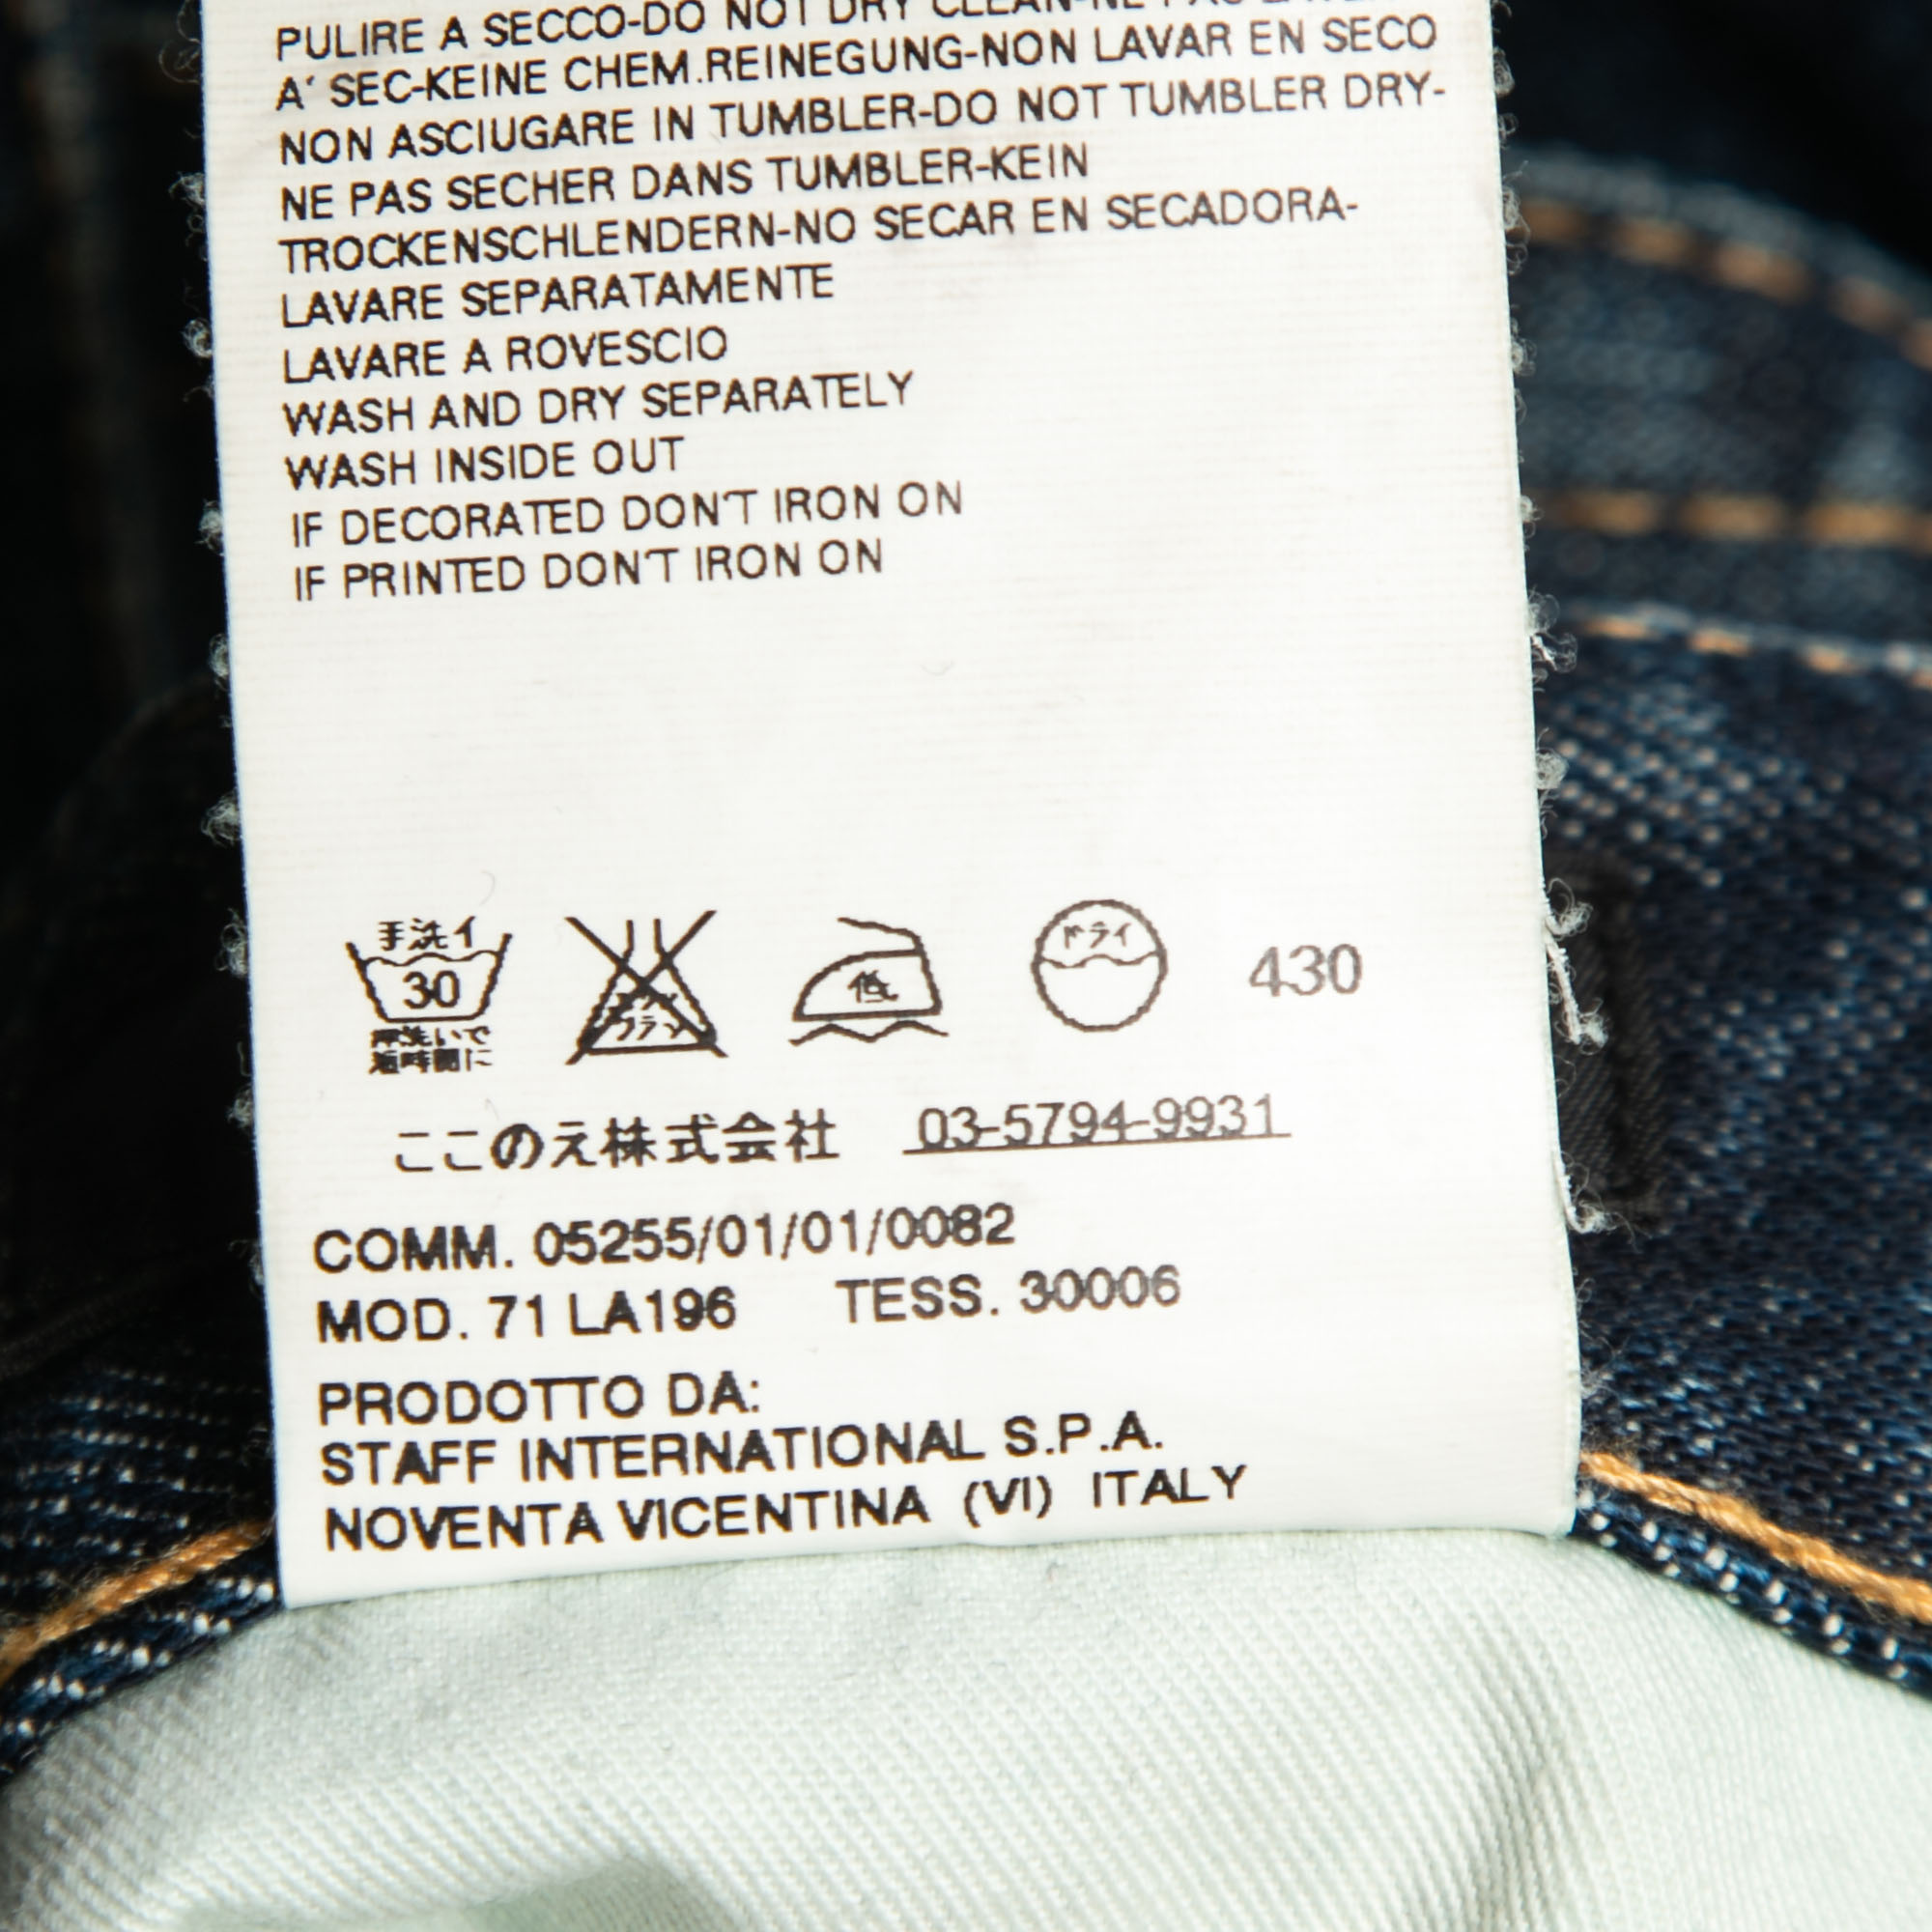 PULIRE A SECCO-DO NOT DRY CLEAN-NE PAS
A' SEC-KEINE CHEM.REINEGUNG-NON LAVAR EN SECO
NON ASCIUGARE IN TUMBLER-DO NOT TUMBLER DRY-
NE PAS SECHER DANS TUMBLER-KEIN
TROCKENSCHLENDERN-NO SECAR EN SECADORA-
LAVARE SEPARATAMENTE
LAVARE A ROVESCIO
WASH AND DRY SEPARATELY
WASH INSIDE OUT
IF DECORATED DON'T IRON ON
IF PRINTED DON'T IRON ON
手洗イ
30
低
ドライ
430
ここのえ株式会社 03-5794-9931
COMM. 05255/01/01/0082
MOD. 71 LA196 TESS. 30006
PRODOTTO DA:
STAFF INTERNATIONAL S.P.A.
NOVENTA VICENTINA (VI) ITALY